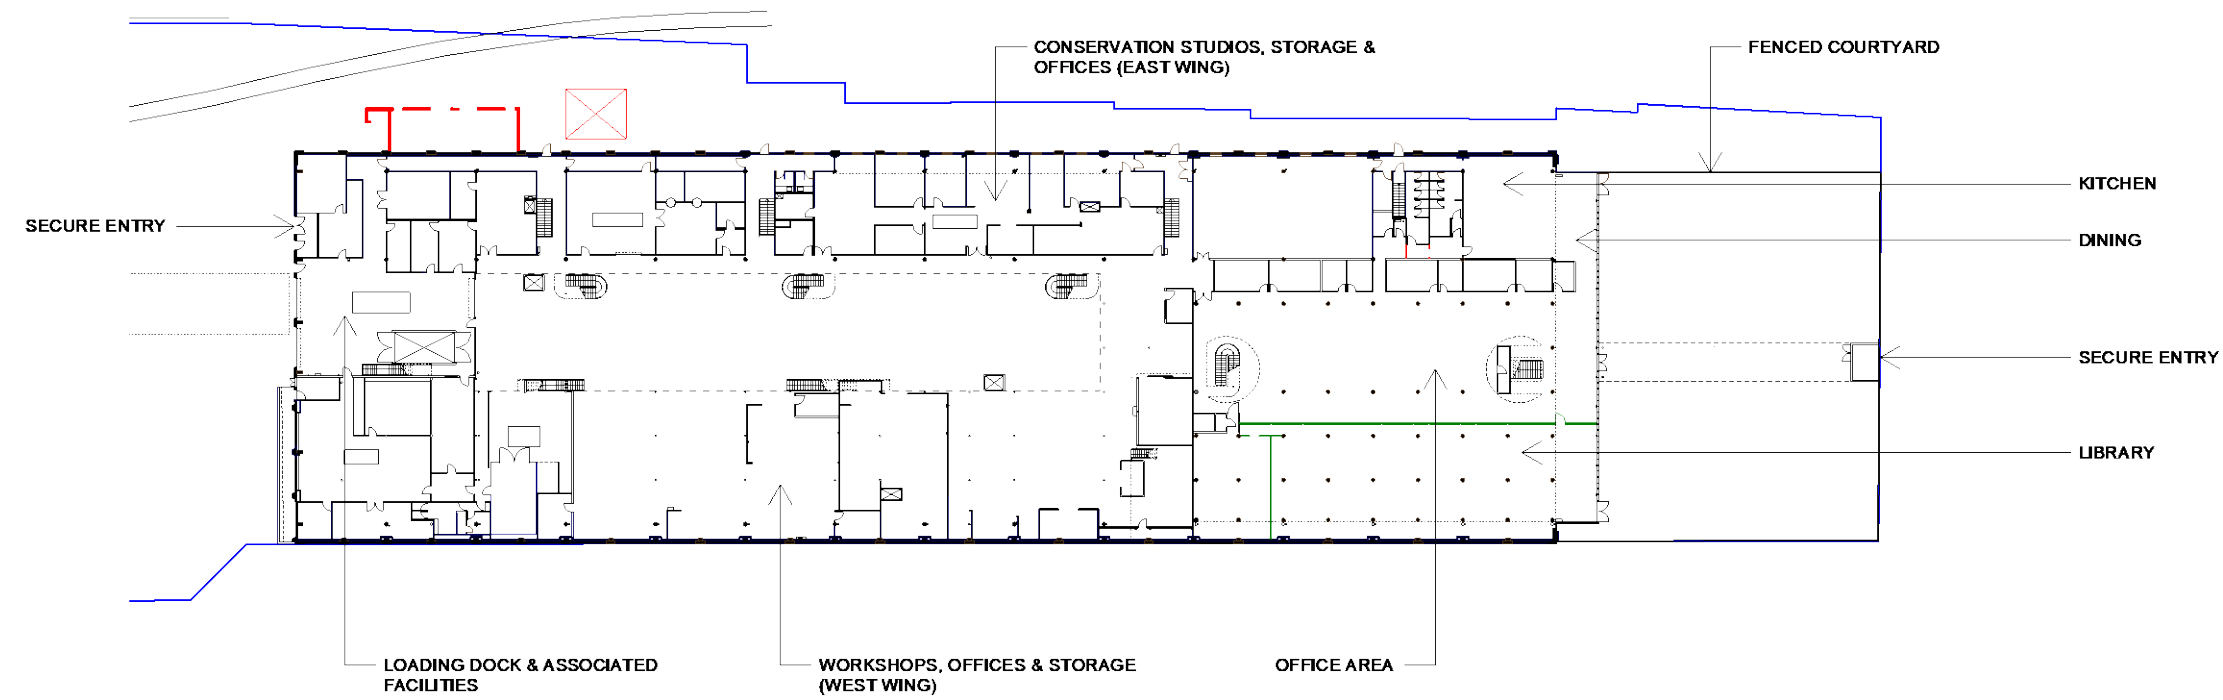 CONSERVATION STUDIOS, STORAGE &
OFFICES (EAST WING)
FENCED COURTYARD
KITCHEN
SECURE ENTRY
DINING
SECURE ENTRY
LIBRARY
LOADING DOCK & ASSOCIATED
FACILITIES
WORKSHOPS, OFFICES & STORAGE
(WEST WING)
OFFICE AREA